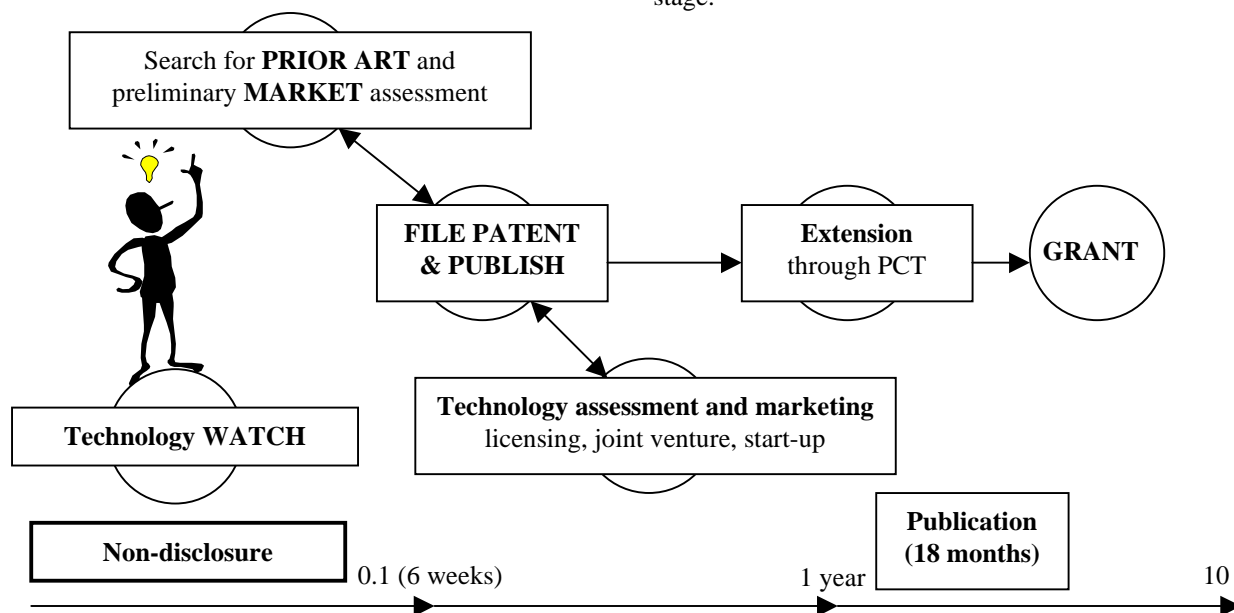 stage.
Search for PRIOR ART and
preliminary MARKET assessment
FILE PATENT
& PUBLISH
Extension
through PCT
GRANT
Technology assessment and marketing
licensing, joint venture, start-up
Technology WATCH
Publication
(18 months)
Non-disclosure
0.1 (6 weeks)
1 year
10